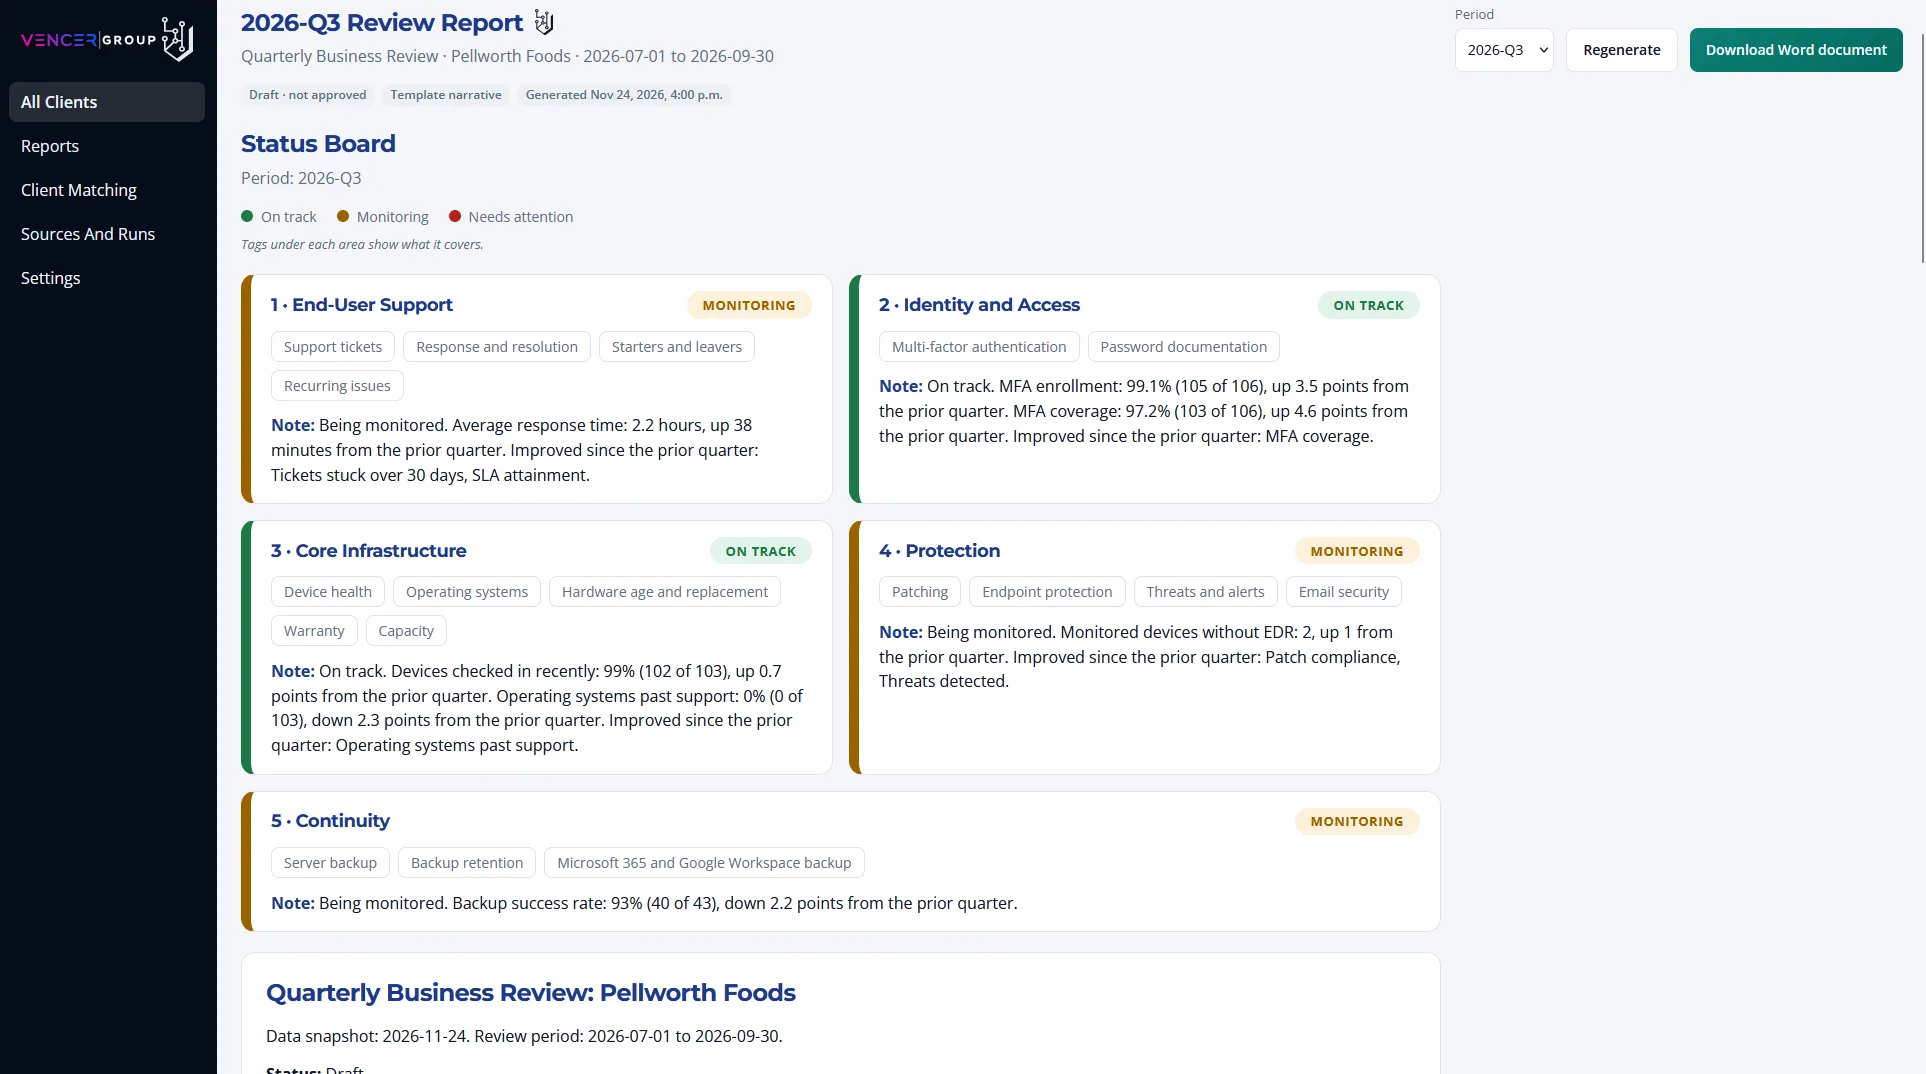 VENCER|GROUP
All Clients
Reports
Client Matching
Sources And Runs
Settings
2026-Q3 Review Report
Quarterly Business Review · Pellworth Foods · 2026-07-01 to 2026-09-30
Draft · not approved
Template narrative
Generated Nov 24, 2026, 4:00 p.m.
Period
2026-Q3
Regenerate
Download Word document
Status Board
Period: 2026-Q3
On track
Monitoring
Needs attention
Tags under each area show what it covers.
1 · End-User Support
MONITORING
Support tickets
Response and resolution
Starters and leavers
Recurring issues
Note: Being monitored. Average response time: 2.2 hours, up 38
minutes from the prior quarter. Improved since the prior quarter:
Tickets stuck over 30 days, SLA attainment.
2 · Identity and Access
ON TRACK
Multi-factor authentication
Password documentation
Note: On track. MFA enrollment: 99.1% (105 of 106), up 3.5 points from
the prior quarter. MFA coverage: 97.2% (103 of 106), up 4.6 points from
the prior quarter. Improved since the prior quarter: MFA coverage.
3 · Core Infrastructure
ON TRACK
Device health
Operating systems
Hardware age and replacement
Warranty
Capacity
Note: On track. Devices checked in recently: 99% (102 of 103), up 0.7
points from the prior quarter. Operating systems past support: 0% (0 of
103), down 2.3 points from the prior quarter. Improved since the prior
quarter: Operating systems past support.
4 · Protection
MONITORING
Patching
Endpoint protection
Threats and alerts
Email security
Note: Being monitored. Monitored devices without EDR: 2, up 1 from
the prior quarter. Improved since the prior quarter: Patch compliance,
Threats detected.
5 · Continuity
MONITORING
Server backup
Backup retention
Microsoft 365 and Google Workspace backup
Note: Being monitored. Backup success rate: 93% (40 of 43), down 2.2 points from the prior quarter.
Quarterly Business Review: Pellworth Foods
Data snapshot: 2026-11-24. Review period: 2026-07-01 to 2026-09-30.
Status: Draft